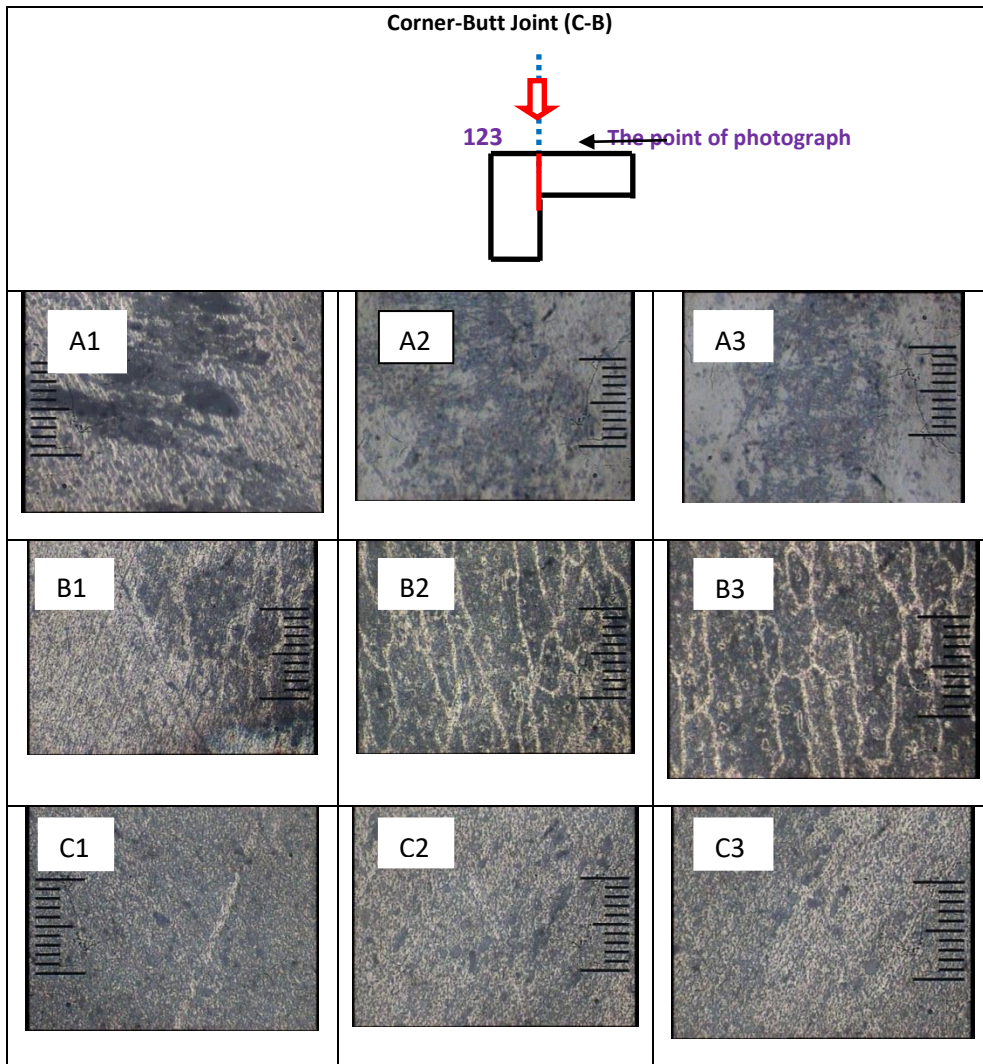 Corner-Butt Joint (C-B)
123
The point of photograph
A1
A2
A3
B1
B2
B3
C1
C2
C3